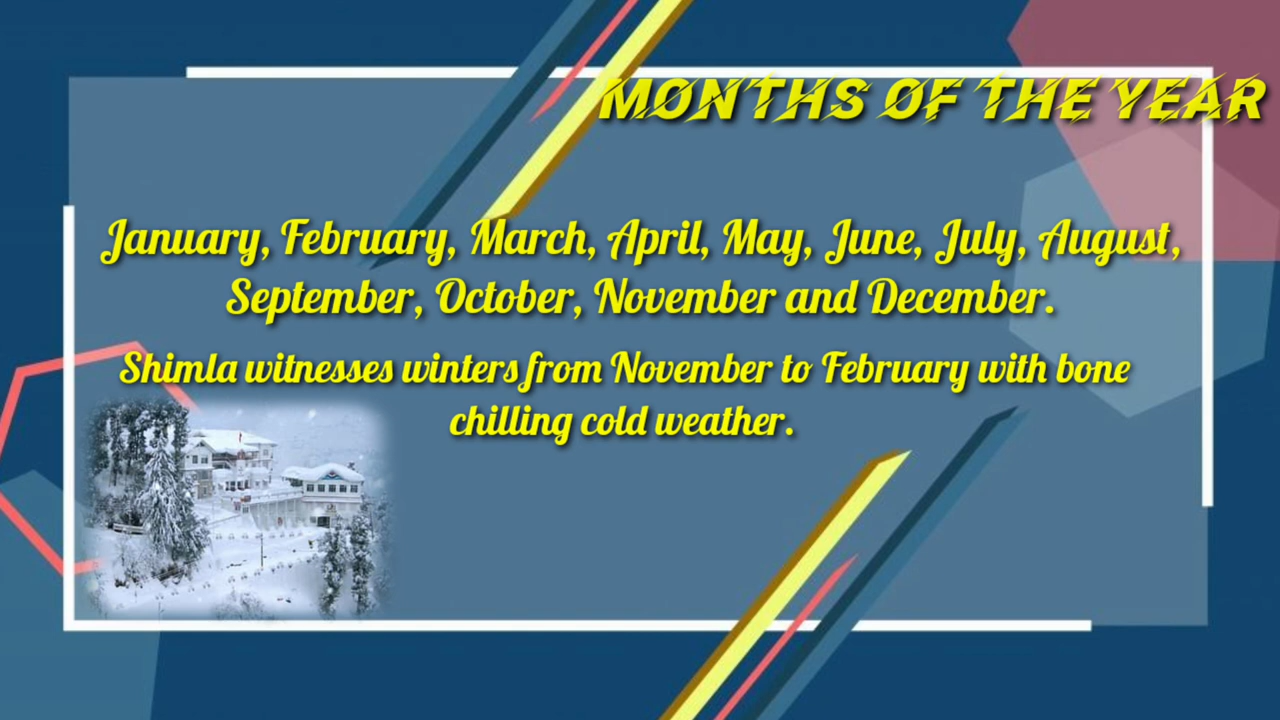 MONTHS OF THE YEAR
January, February, March, April, May, June, July, August,
September, October, November and December.
Shimla witnesses winters from November to February with bone
chilling cold weather.